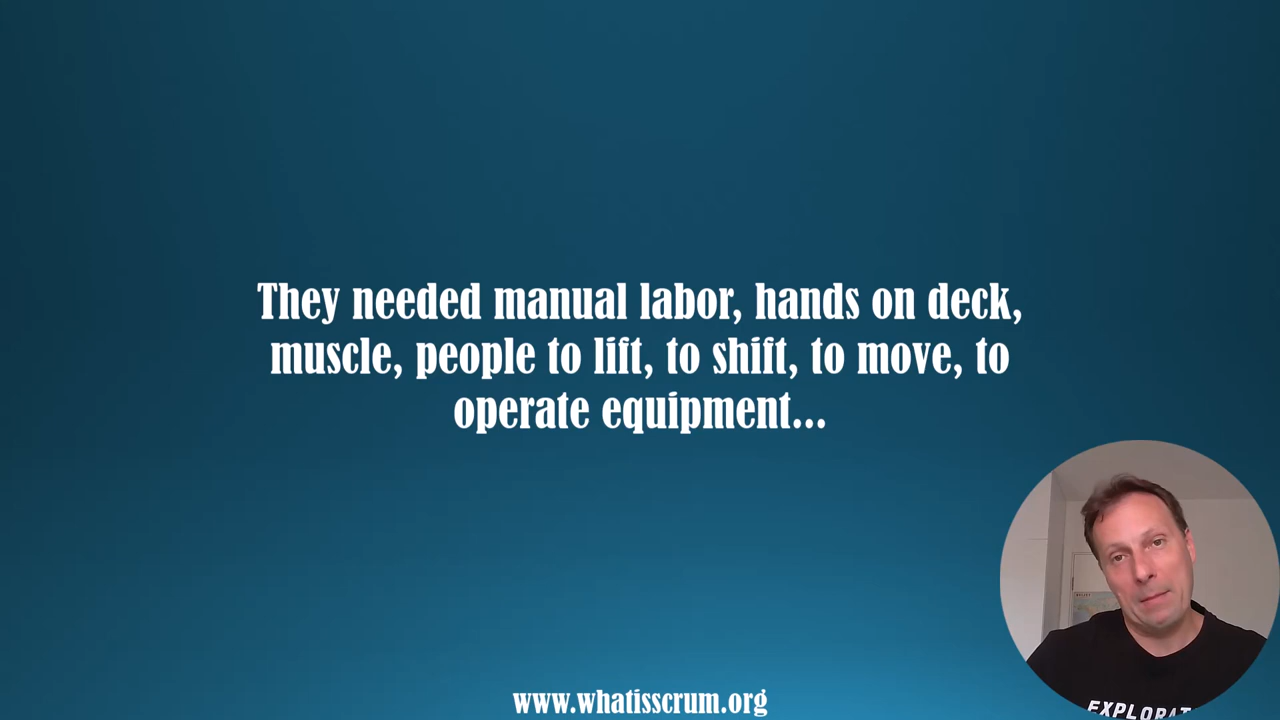 They needed manual labor, hands on deck,
muscle, people to lift, to shift, to move, to
operate equipment...
www.whatisscrum.org